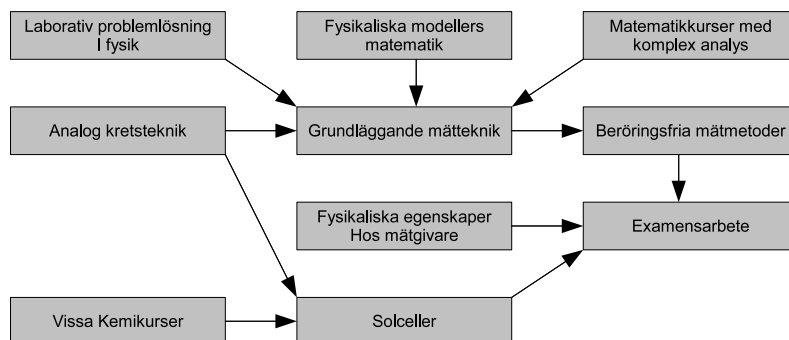 Laborativ problemlösning
I fysik
Fysikaliska modellers
matematik
Matematikkurser med
komplex analys
Analog kretsteknik
Grundläggande mätteknik
Beröringsfria mätmetoder
Fysikaliska egenskaper
Hos mätgivare
Examensarbete
Vissa Kemikurser
Solceller